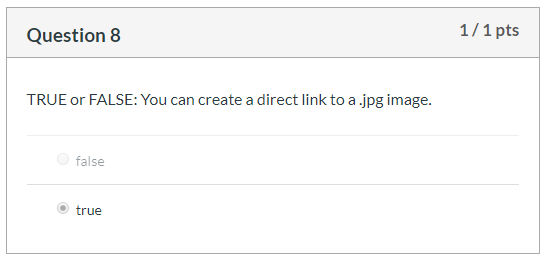 Question 8
1 / 1 pts
TRUE or FALSE: You can create a direct link to a .jpg image.
false
true